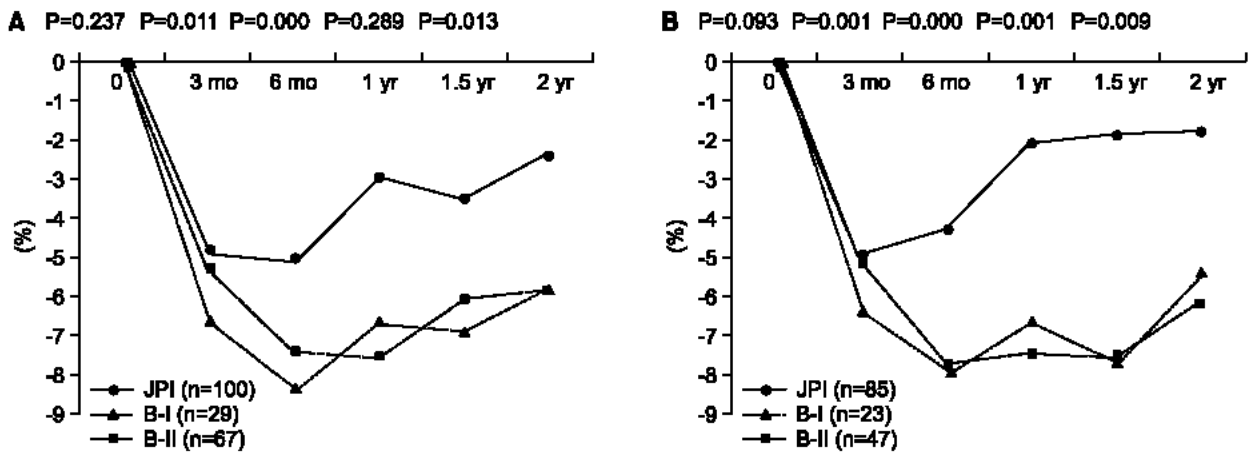 A P=0.237 P=0.011 P=0.000 P=0.289 P=0.013
0
-1
-2
-3
-4
-5
-6
-7
-8
-9
(%)
0 3 mo 6 mo 1 yr 1.5 yr 2 yr
JPI (n=100)
B-I (n=29)
B-II (n=67)
B P=0.093 P=0.001 P=0.000 P=0.001 P=0.009
0
-1
-2
-3
-4
-5
-6
-7
-8
-9
(%)
0 3 mo 6 mo 1 yr 1.5 yr 2 yr
JPI (n=85)
B-I (n=23)
B-II (n=47)